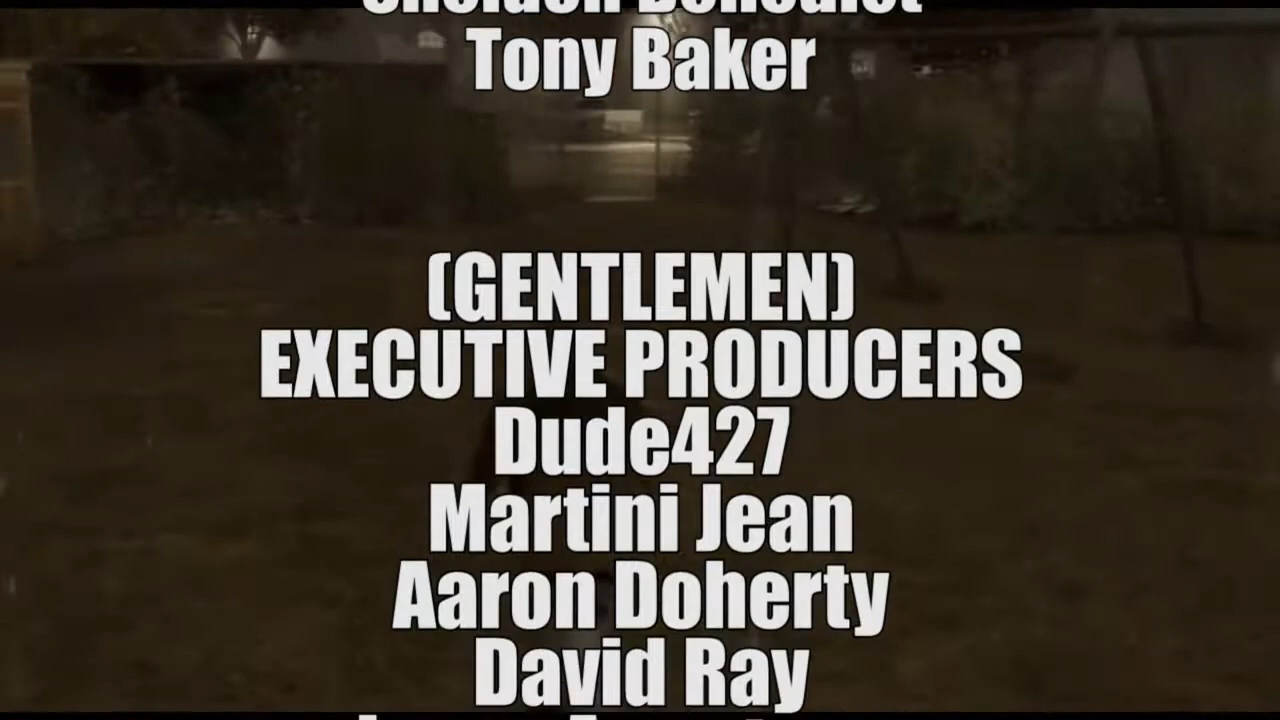 Tony Baker
(GENTLEMEN)
EXECUTIVE PRODUCERS
Dude427
Martini Jean
Aaron Doherty
David Ray